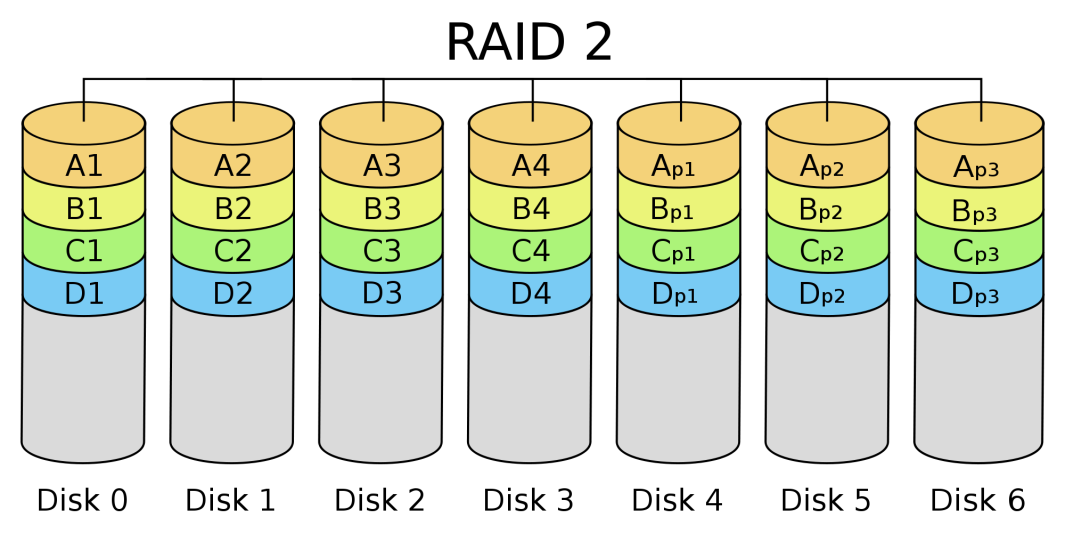 RAID 2
A1 A2 A3 A4 Ap1 Ap2 Ap3
B1 B2 B3 B4 Bp1 Bp2 Bp3
C1 C2 C3 C4 Cp1 Cp2 Cp3
D1 D2 D3 D4 Dp1 Dp2 Dp3
Disk 0 Disk 1 Disk 2 Disk 3 Disk 4 Disk 5 Disk 6